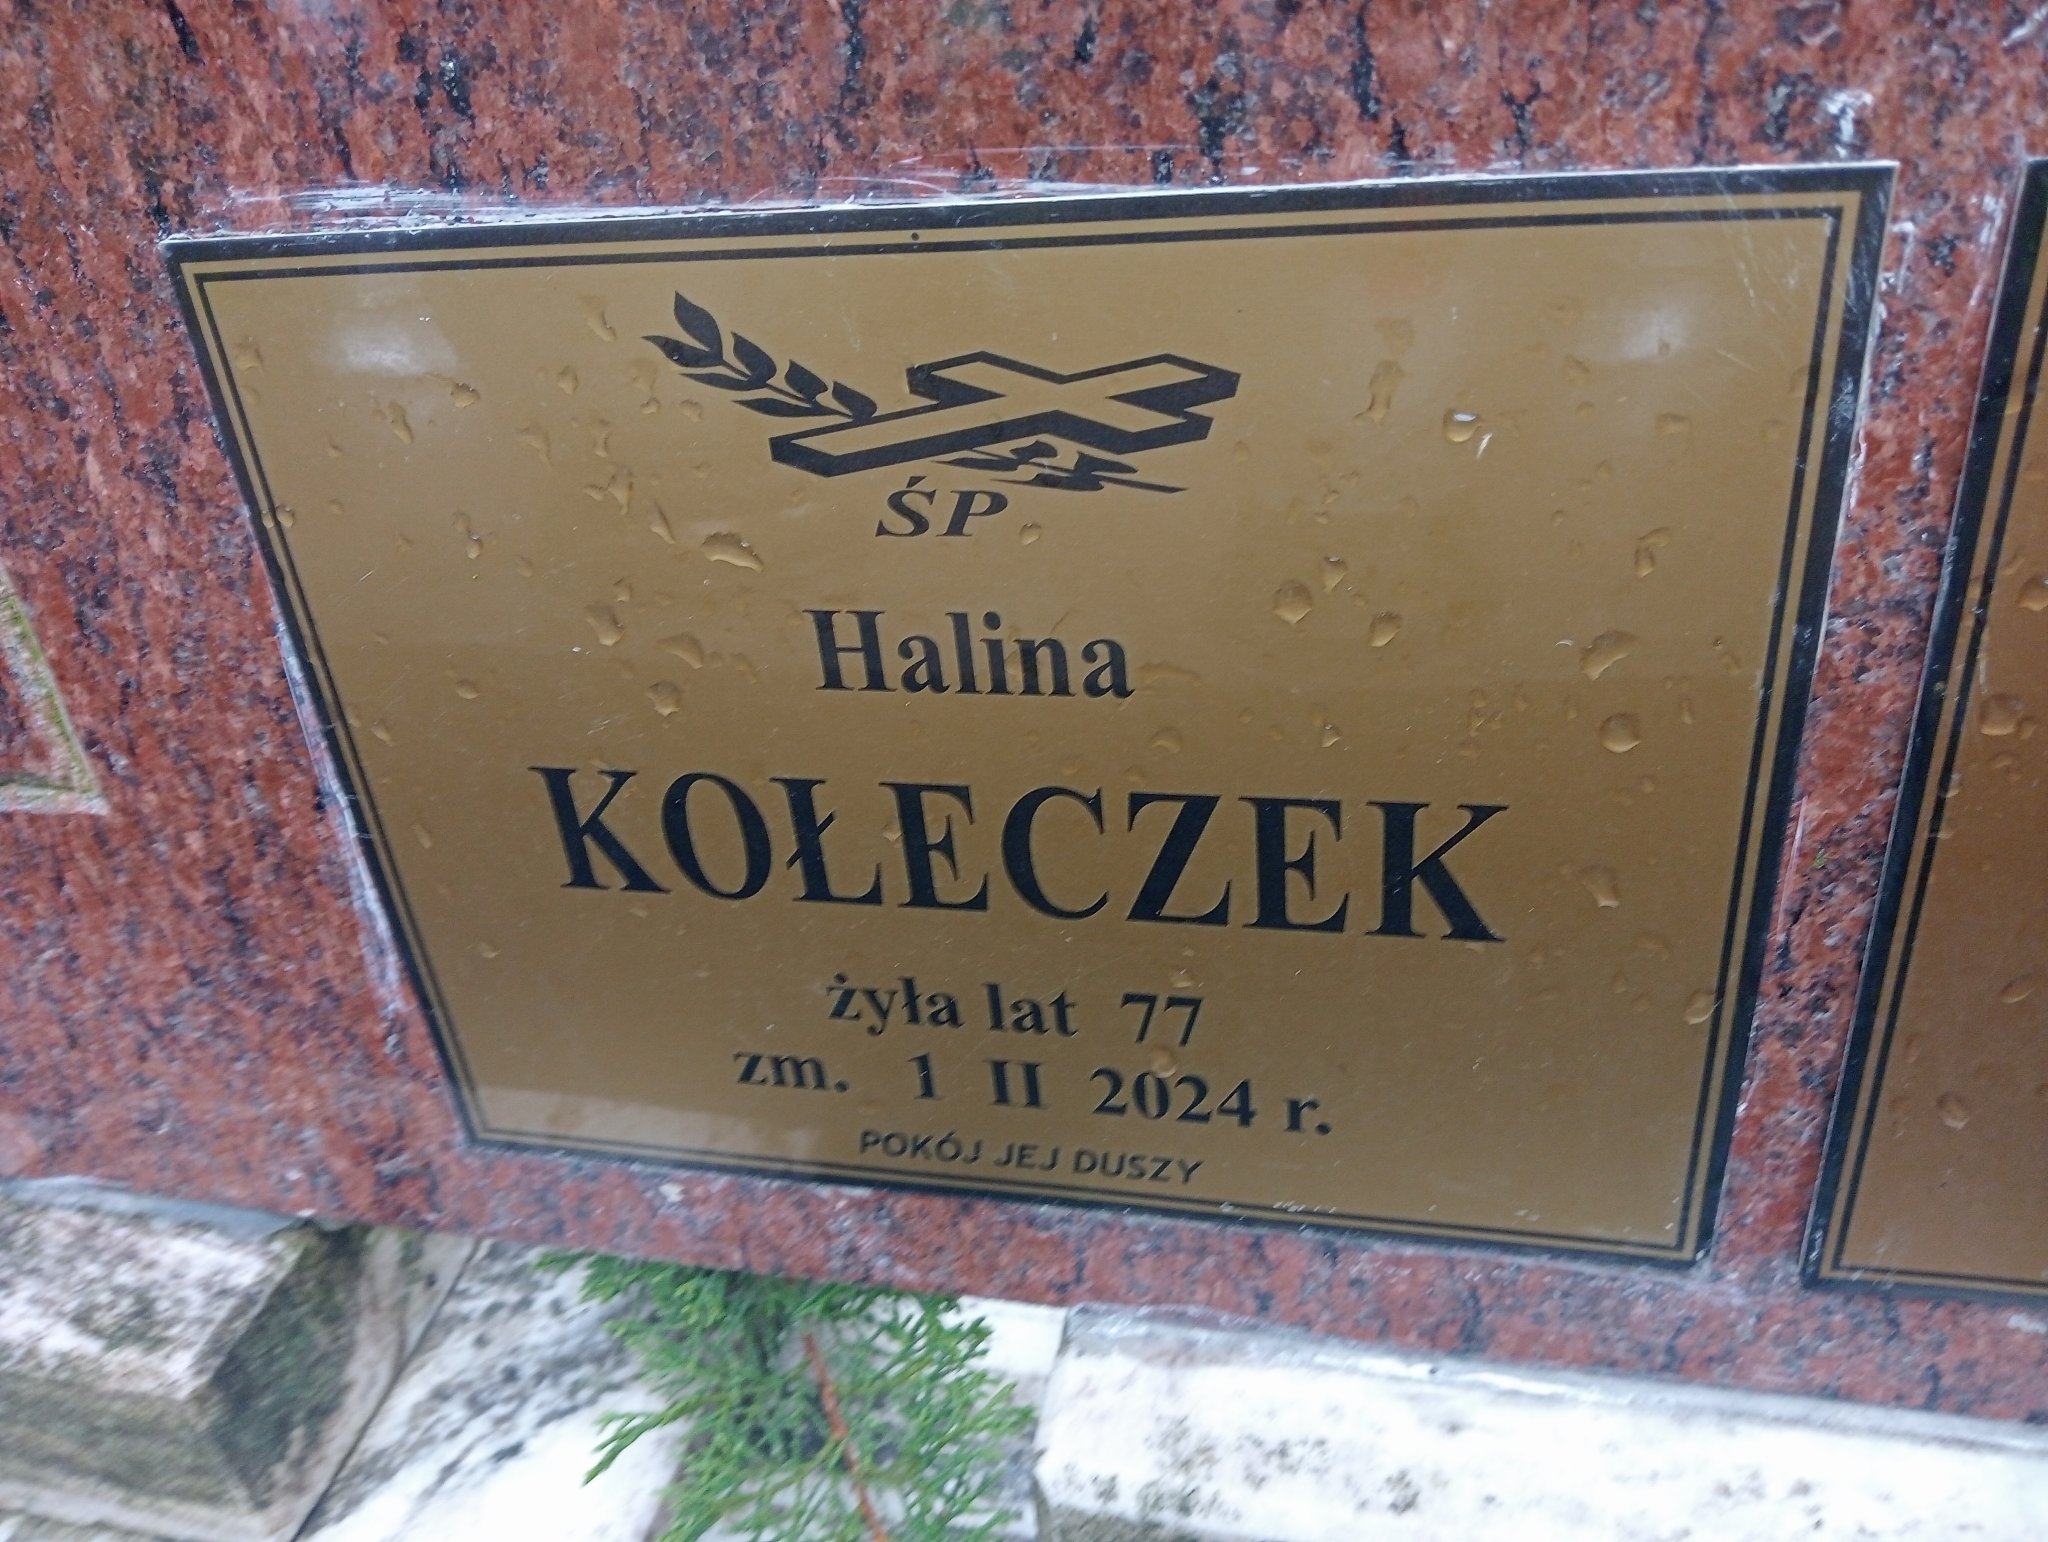 ŚP
Halina
KOŁECZEK
żyła lat 77
zm. 1 II 2024 r.
POKÓJ JEJ DUSZY